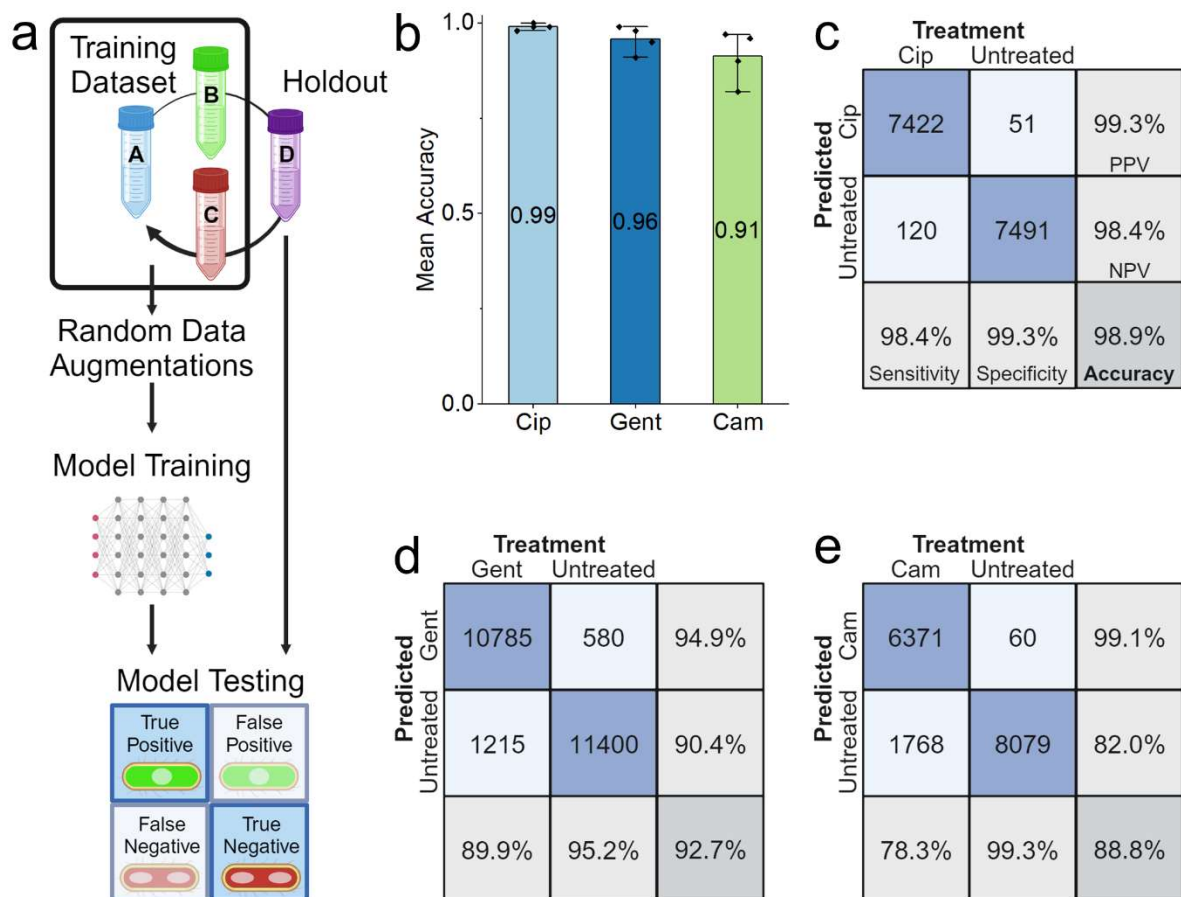 a
Training
Dataset
Holdout
A
B
C
D
Random Data
Augmentations
Model Training
Model Testing
True
Positive
False
Positive
False
Negative
True
Negative
b
Mean Accuracy
1.0
0.5
0.0
0.99
0.96
0.91
Cip
Gent
Cam
c
Treatment
Cip Untreated
Predicted
Cip
7422 51 99.3%
PPV
Untreated
120 7491 98.4%
NPV
98.4% 99.3% 98.9%
Sensitivity Specificity Accuracy
d
Treatment
Gent Untreated
Predicted
Gent
10785 580 94.9%
Untreated
1215 11400 90.4%
89.9% 95.2% 92.7%
e
Treatment
Cam Untreated
Predicted
Cam
6371 60 99.1%
Untreated
1768 8079 82.0%
78.3% 99.3% 88.8%